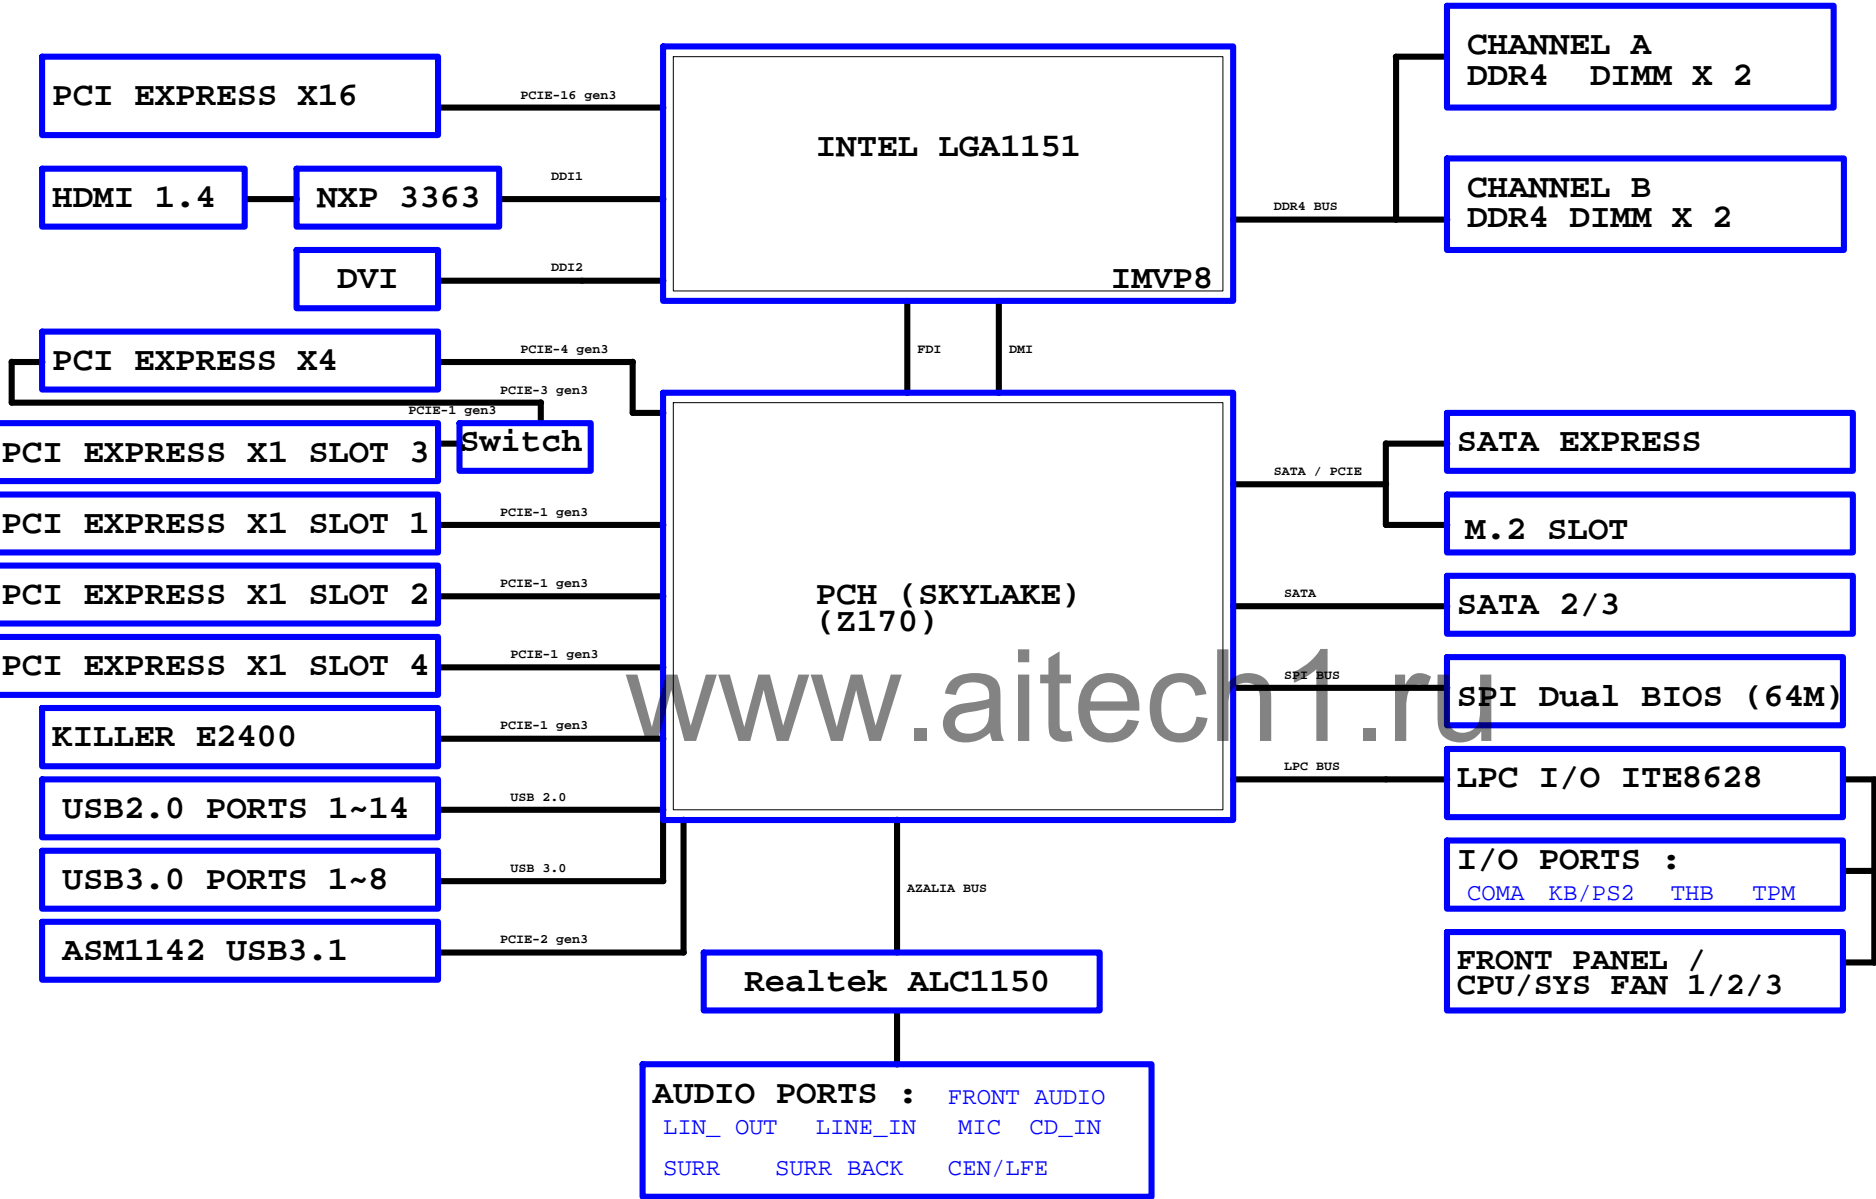 PCI EXPRESS X16
PCIE-16 gen3
HDMI 1.4
NXP 3363
DDI1
DVI
DDI2
INTEL LGA1151
IMVP8
DDR4 BUS
CHANNEL A
DDR4 DIMM X 2
CHANNEL B
DDR4 DIMM X 2
FDI
DMI
PCI EXPRESS X4
PCIE-4 gen3
PCIE-3 gen3
PCIE-1 gen3
PCI EXPRESS X1 SLOT 3
Switch
PCI EXPRESS X1 SLOT 1
PCIE-1 gen3
PCI EXPRESS X1 SLOT 2
PCIE-1 gen3
PCI EXPRESS X1 SLOT 4
PCIE-1 gen3
KILLER E2400
PCIE-1 gen3
USB2.0 PORTS 1~14
USB 2.0
USB3.0 PORTS 1~8
USB 3.0
ASM1142 USB3.1
PCIE-2 gen3
PCH (SKYLAKE)
(Z170)
www.aitech1.ru
SATA / PCIE
SATA EXPRESS
M.2 SLOT
SATA
SATA 2/3
SPI BUS
SPI Dual BIOS (64M)
LPC BUS
LPC I/O ITE8628
I/O PORTS :
COMA KB/PS2 THB TPM
FRONT PANEL /
CPU/SYS FAN 1/2/3
AZALIA BUS
Realtek ALC1150
AUDIO PORTS : FRONT AUDIO
LIN_ OUT LINE_IN MIC CD_IN
SURR SURR BACK CEN/LFE